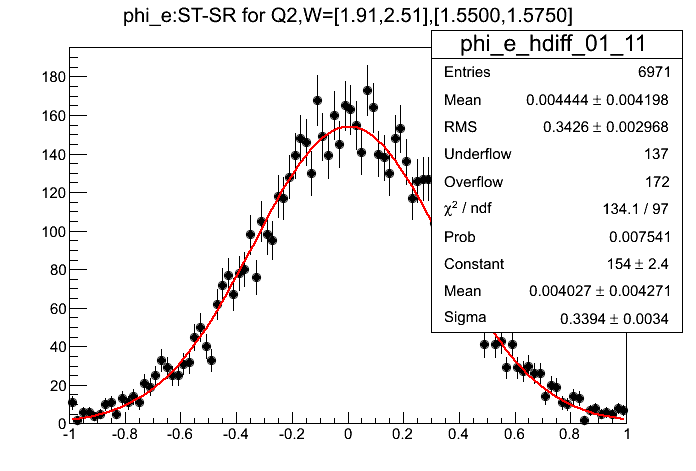 phi_e:ST-SR for Q2,W=[1.91,2.51],[1.5500,1.5750]
phi_e_hdiff_01_11
Entries 6971
Mean 0.004444 ± 0.004198
RMS 0.3426 ± 0.002968
Underflow 137
Overflow 172
χ² / ndf 134.1 / 97
Prob 0.007541
Constant 154 ± 2.4
Mean 0.004027 ± 0.004271
Sigma 0.3394 ± 0.0034
180
160
140
120
100
80
60
40
20
0
-1 -0.8 -0.6 -0.4 -0.2 0 0.2 0.4 0.6 0.8 1